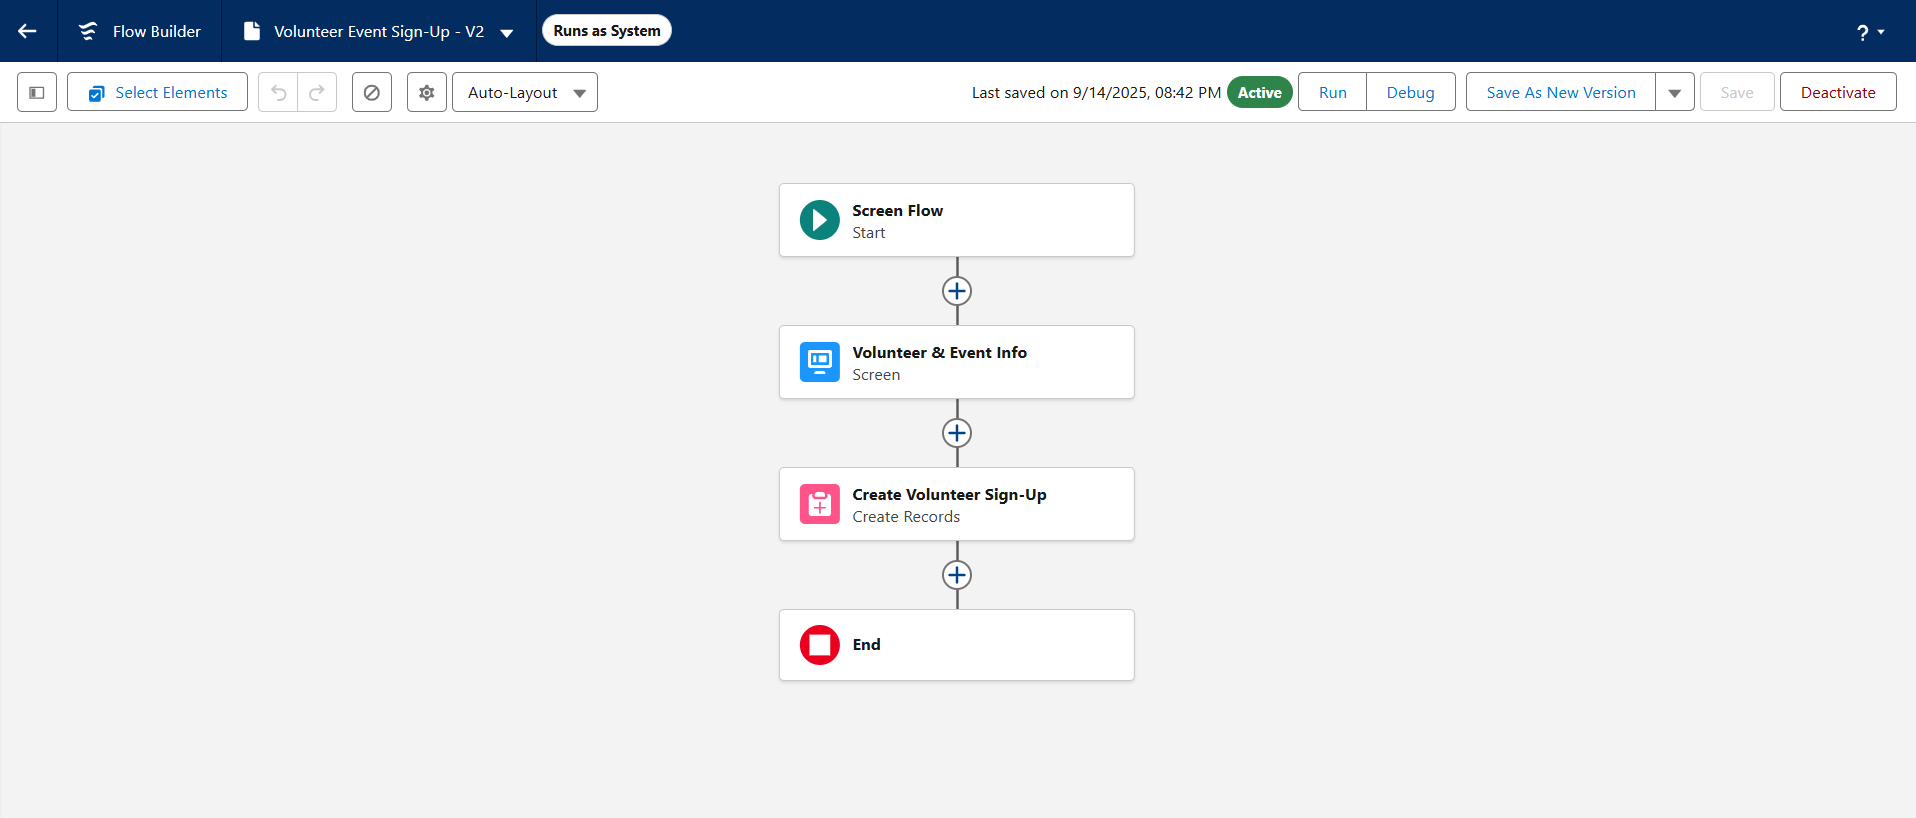 Flow Builder
Volunteer Event Sign-Up - V2
Runs as System
?
Select Elements
Auto-Layout
Last saved on 9/14/2025, 08:42 PM
Active
Run
Debug
Save As New Version
Save
Deactivate
Screen Flow
Start
Volunteer & Event Info
Screen
Create Volunteer Sign-Up
Create Records
End